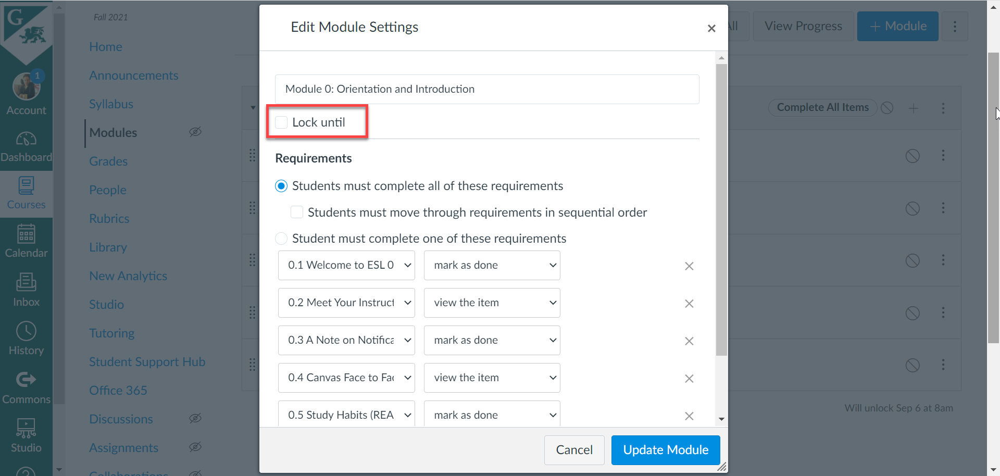 G
1
Account
Dashboard
Courses
Calendar
Inbox
History
Commons
Studio
Fall 2021
Home
Announcements
Syllabus
Modules
Grades
People
Rubrics
Library
New Analytics
Studio
Tutoring
Student Support Hub
Office 365
Discussions
Assignments
Collaborations
Edit Module Settings
Module 0: Orientation and Introduction
Lock until
Requirements
Students must complete all of these requirements
Students must move through requirements in sequential order
Student must complete one of these requirements
0.1 Welcome to ESL 0 mark as done
0.2 Meet Your Instruct view the item
0.3 A Note on Notifica mark as done
0.4 Canvas Face to Fac view the item
0.5 Study Habits (REA mark as done
Cancel Update Module
View Progress + Module
Complete All Items
Will unlock Sep 6 at 8am